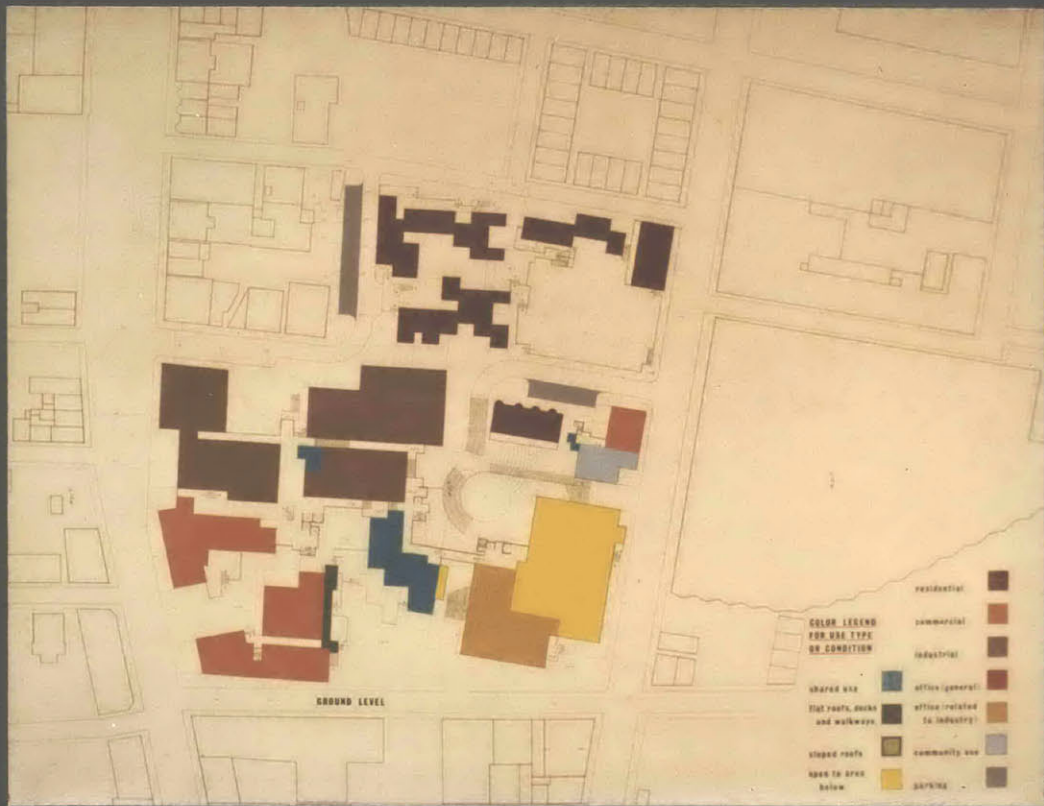 GROUND LEVEL
COLOR LEGEND
FOR USE TYPE
OR CONDITION
shared use
flat roofs, decks
and walkways
sloped roofs
open to area
below
residential
commercial
industrial
office (general)
office (related
to industry)
community use
parking